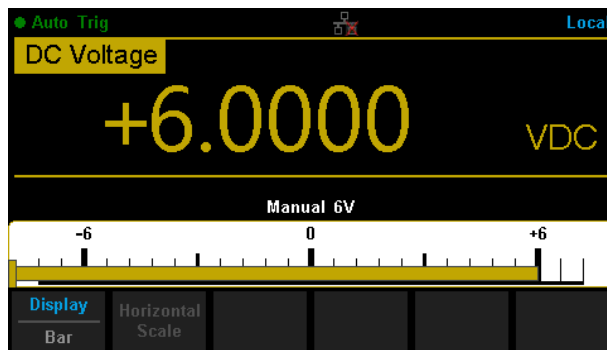 Auto Trig
Loca
DC Voltage
+6.0000 VDC
Manual 6V
-6 0 +6
Display Horizontal
Bar Scale